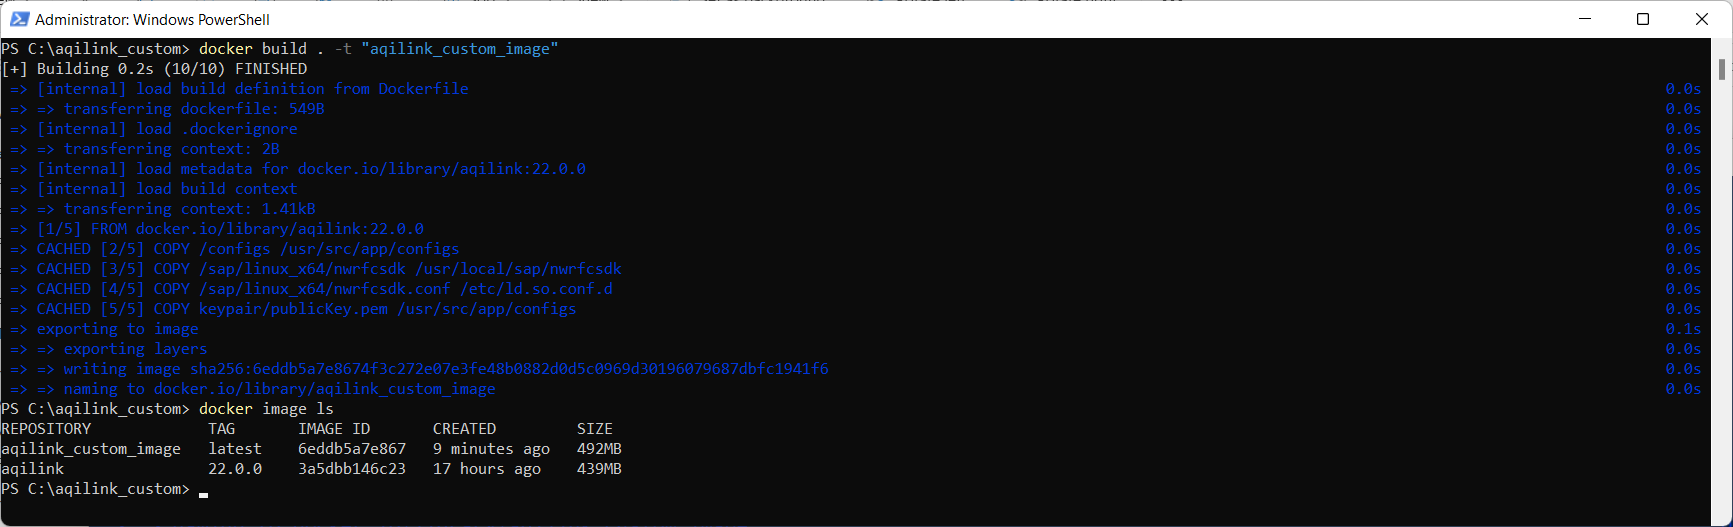 Administrator: Windows PowerShell
PS C:\aqilink_custom> docker build . -t "aqilink_custom_image"
[+] Building 0.2s (10/10) FINISHED
=> [internal] load build definition from Dockerfile 0.0s
=> => transferring dockerfile: 549B 0.0s
=> [internal] load .dockerignore 0.0s
=> => transferring context: 2B 0.0s
=> [internal] load metadata for docker.io/library/aqilink:22.0.0 0.0s
=> [internal] load build context 0.0s
=> => transferring context: 1.41kB 0.0s
=> [1/5] FROM docker.io/library/aqilink:22.0.0 0.0s
=> CACHED [2/5] COPY /configs /usr/src/app/configs 0.0s
=> CACHED [3/5] COPY /sap/linux_x64/nwrfcsdk /usr/local/sap/nwrfcsdk 0.0s
=> CACHED [4/5] COPY /sap/linux_x64/nwrfcsdk.conf /etc/ld.so.conf.d 0.0s
=> CACHED [5/5] COPY keypair/publicKey.pem /usr/src/app/configs 0.0s
=> exporting to image 0.1s
=> => exporting layers 0.0s
=> => writing image sha256:6eddb5a7e8674f3c272e07e3fe48b0882d0d5c0969d30196079687dbfc1941f6 0.0s
=> => naming to docker.io/library/aqilink_custom_image 0.0s
PS C:\aqilink_custom> docker image ls
REPOSITORY TAG IMAGE ID CREATED SIZE
aqilink_custom_image latest 6eddb5a7e867 9 minutes ago 492MB
aqilink 22.0.0 3a5dbb146c23 17 hours ago 439MB
PS C:\aqilink_custom>